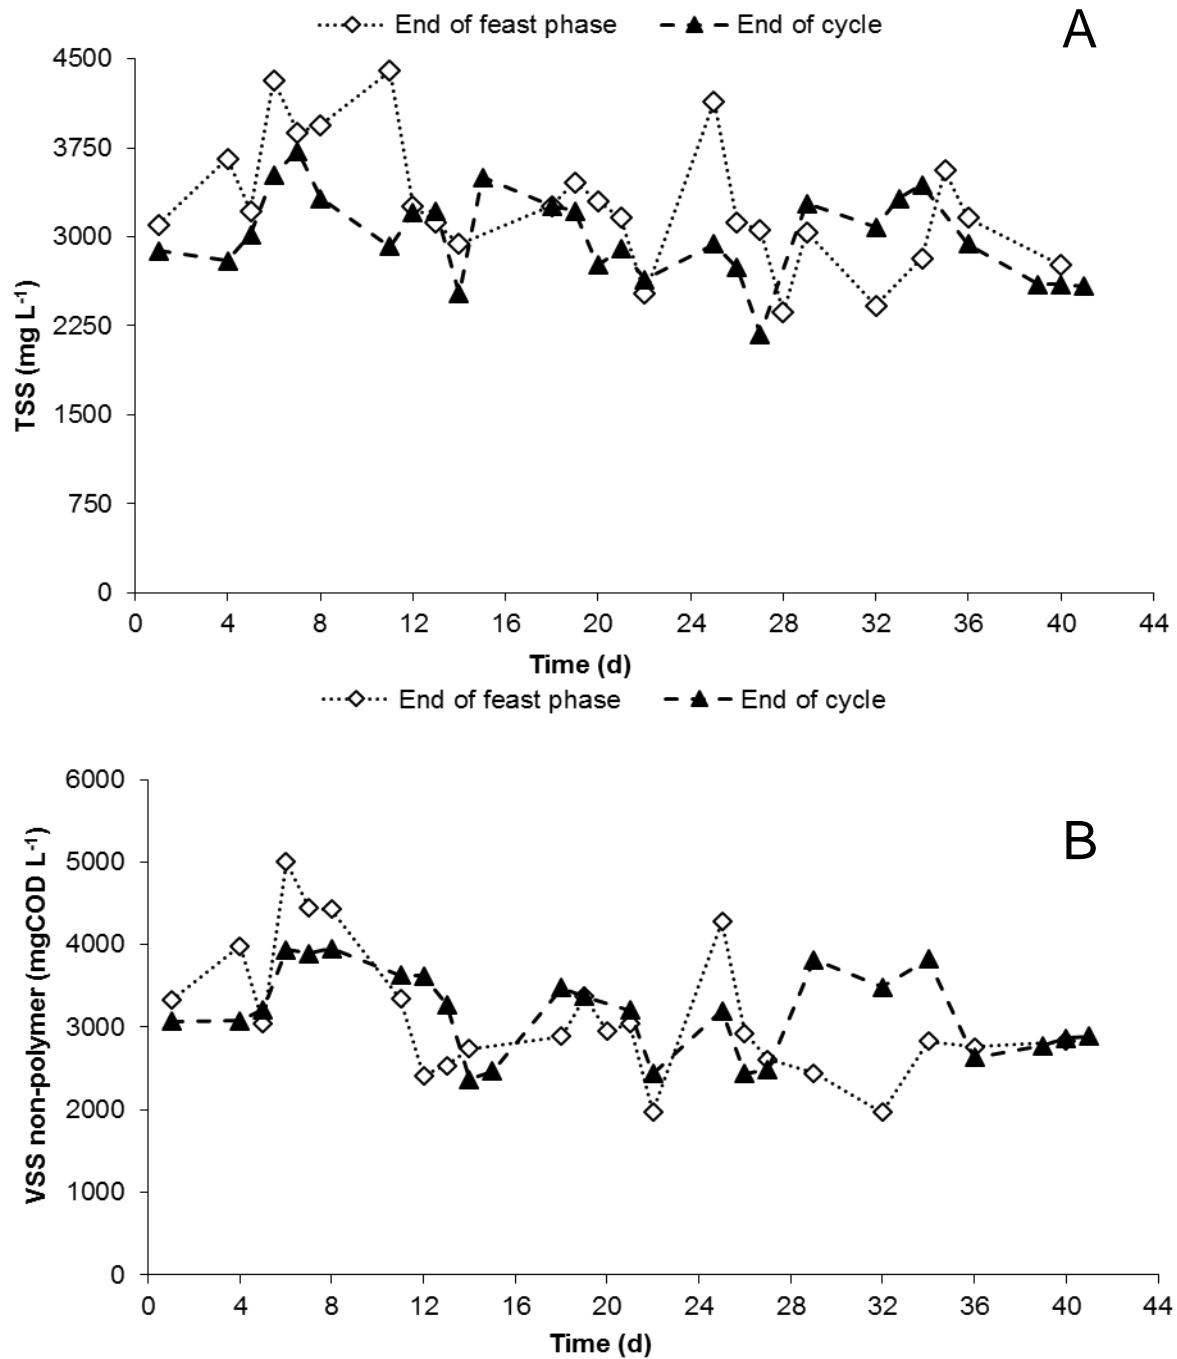 End of feast phase End of cycle A
4500
3750
3000
2250
1500
750
0
TSS (mg L-1)
0 4 8 12 16 20 24 28 32 36 40 44
Time (d)
End of feast phase End of cycle
B
6000
5000
4000
3000
2000
1000
0
VSS non-polymer (mgCOD L-1)
0 4 8 12 16 20 24 28 32 36 40 44
Time (d)